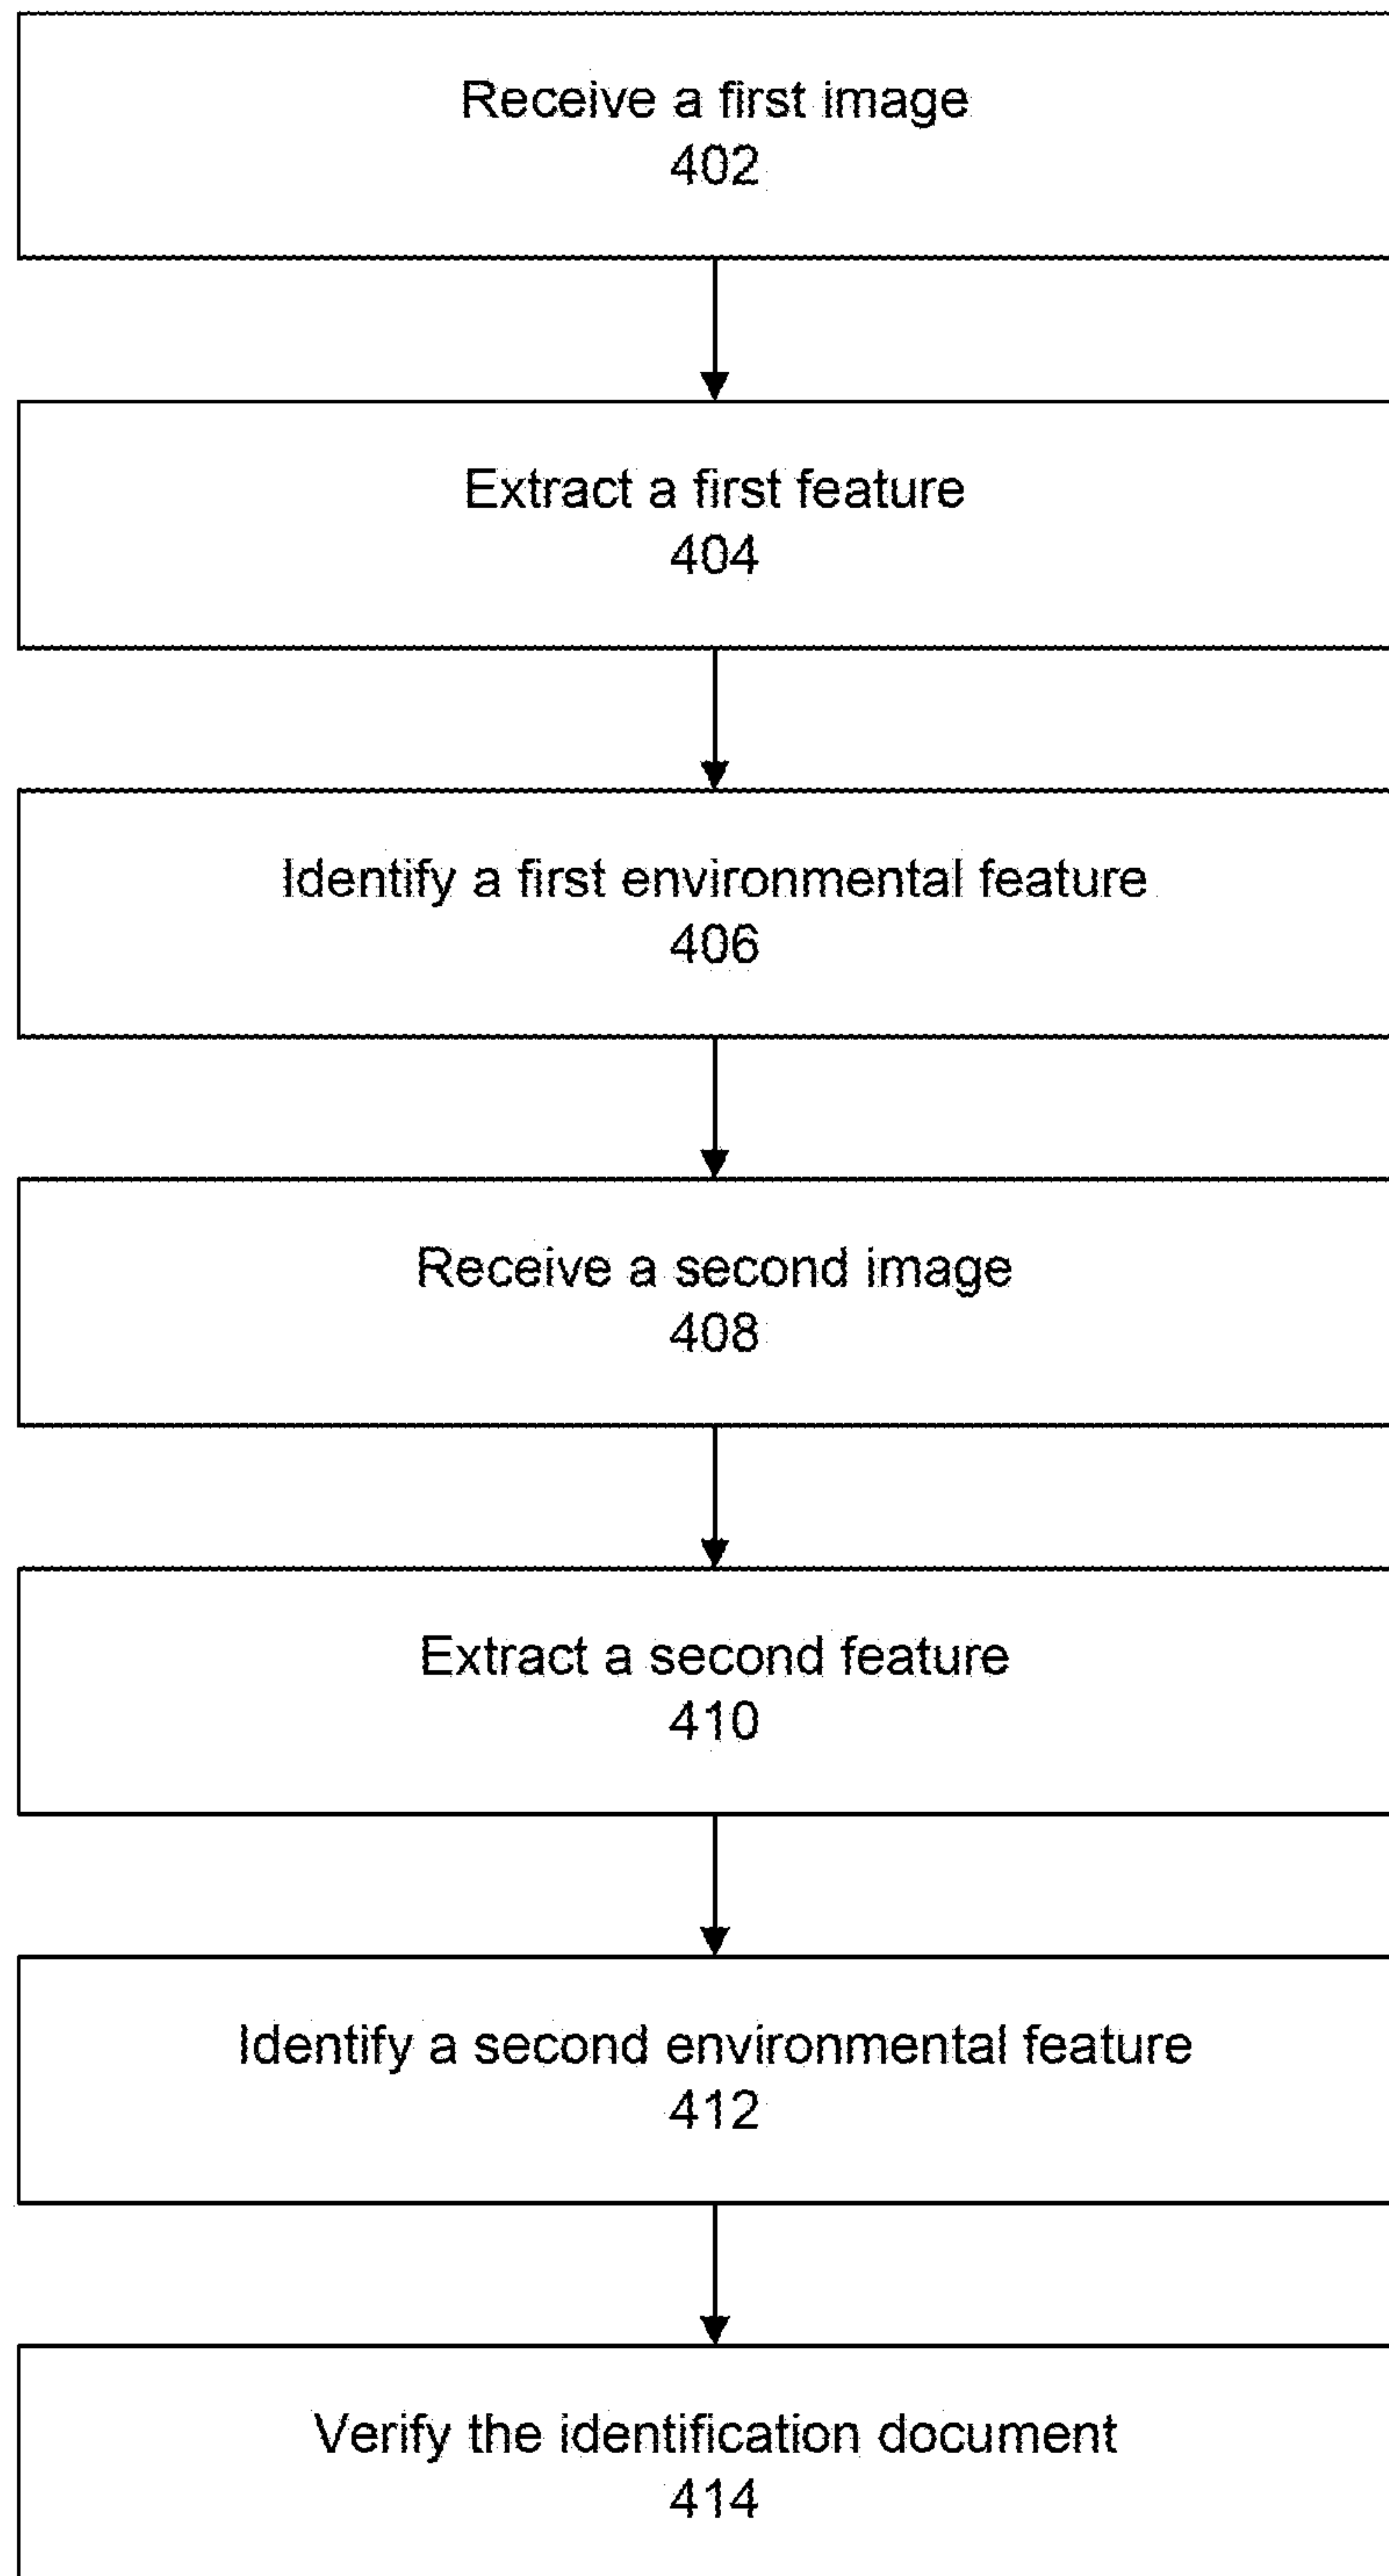 Receive a first image
402
Extract a first feature
404
Identify a first environmental feature
406
Receive a second image
408
Extract a second feature
410
Identify a second environmental feature
412
Verify the identification document
414